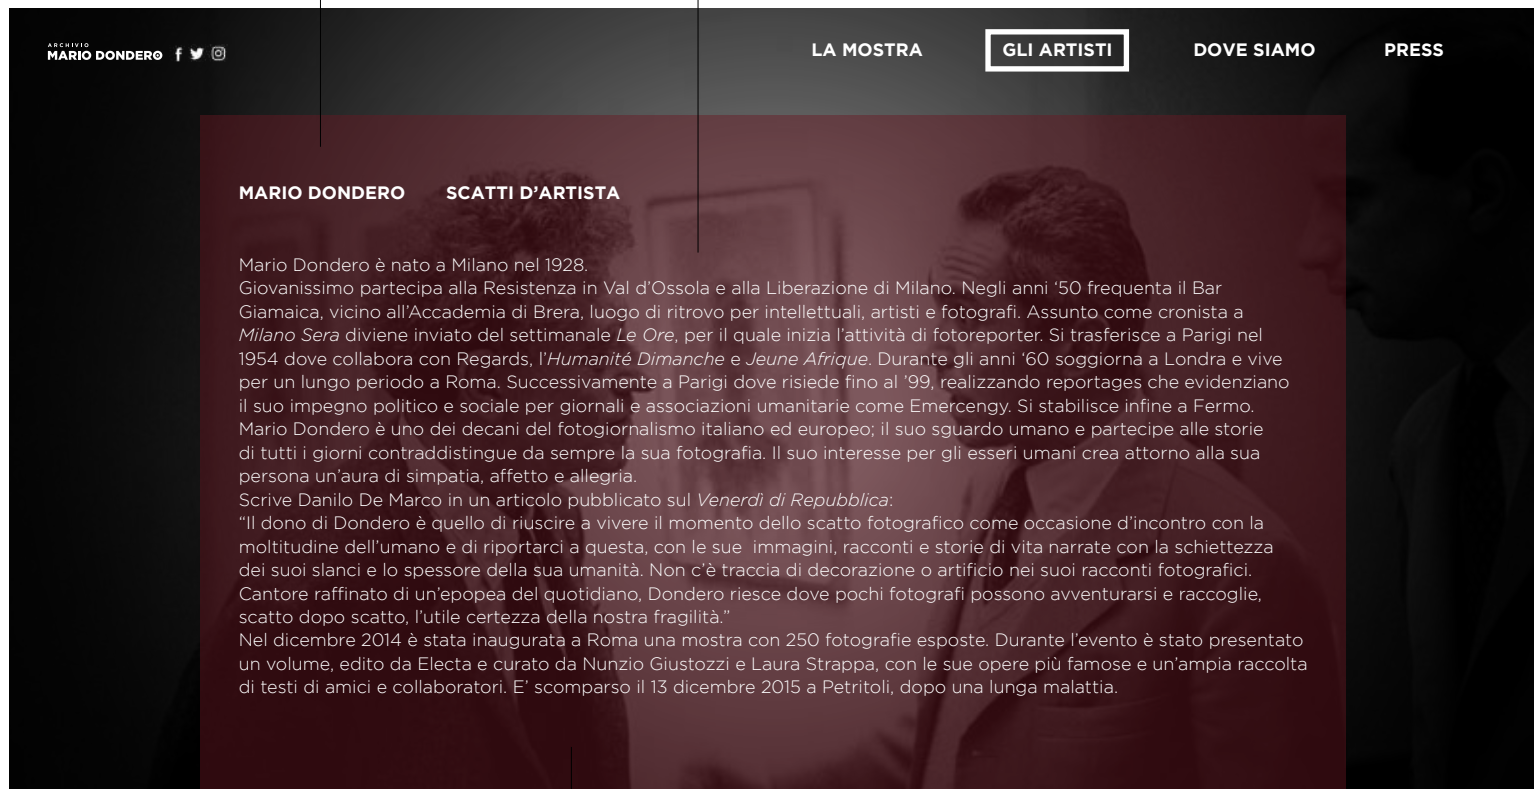 ARCHIVIO
MARIO DONDERO
LA MOSTRA GLI ARTISTI DOVE SIAMO PRESS
MARIO DONDERO SCATTI D’ARTISTA
Mario Dondero è nato a Milano nel 1928.
Giovanissimo partecipa alla Resistenza in Val d’Ossola e alla Liberazione di Milano. Negli anni ‘50 frequenta il Bar
Giamaica, vicino all’Accademia di Brera, luogo di ritrovo per intellettuali, artisti e fotografi. Assunto come cronista a
Milano Sera diviene inviato del settimanale Le Ore, per il quale inizia l’attività di fotoreporter. Si trasferisce a Parigi nel
1954 dove collabora con Regards, l’Humanité Dimanche e Jeune Afrique. Durante gli anni ‘60 soggiorna a Londra e vive
per un lungo periodo a Roma. Successivamente a Parigi dove risiede fino al ’99, realizzando reportages che evidenziano
il suo impegno politico e sociale per giornali e associazioni umanitarie come Emercengy. Si stabilisce infine a Fermo.
Mario Dondero è uno dei decani del fotogiornalismo italiano ed europeo; il suo sguardo umano e partecipe alle storie
di tutti i giorni contraddistingue da sempre la sua fotografia. Il suo interesse per gli esseri umani crea attorno alla sua
persona un’aura di simpatia, affetto e allegria.
Scrive Danilo De Marco in un articolo pubblicato sul Venerdì di Repubblica:
“Il dono di Dondero è quello di riuscire a vivere il momento dello scatto fotografico come occasione d’incontro con la
moltitudine dell’umano e di riportarci a questa, con le sue  immagini, racconti e storie di vita narrate con la schiettezza
dei suoi slanci e lo spessore della sua umanità. Non c’è traccia di decorazione o artificio nei suoi racconti fotografici.
Cantore raffinato di un’epopea del quotidiano, Dondero riesce dove pochi fotografi possono avventurarsi e raccoglie,
scatto dopo scatto, l’utile certezza della nostra fragilità.”
Nel dicembre 2014 è stata inaugurata a Roma una mostra con 250 fotografie esposte. Durante l’evento è stato presentato
un volume, edito da Electa e curato da Nunzio Giustozzi e Laura Strappa, con le sue opere più famose e un’ampia raccolta
di testi di amici e collaboratori. E’ scomparso il 13 dicembre 2015 a Petritoli, dopo una lunga malattia.